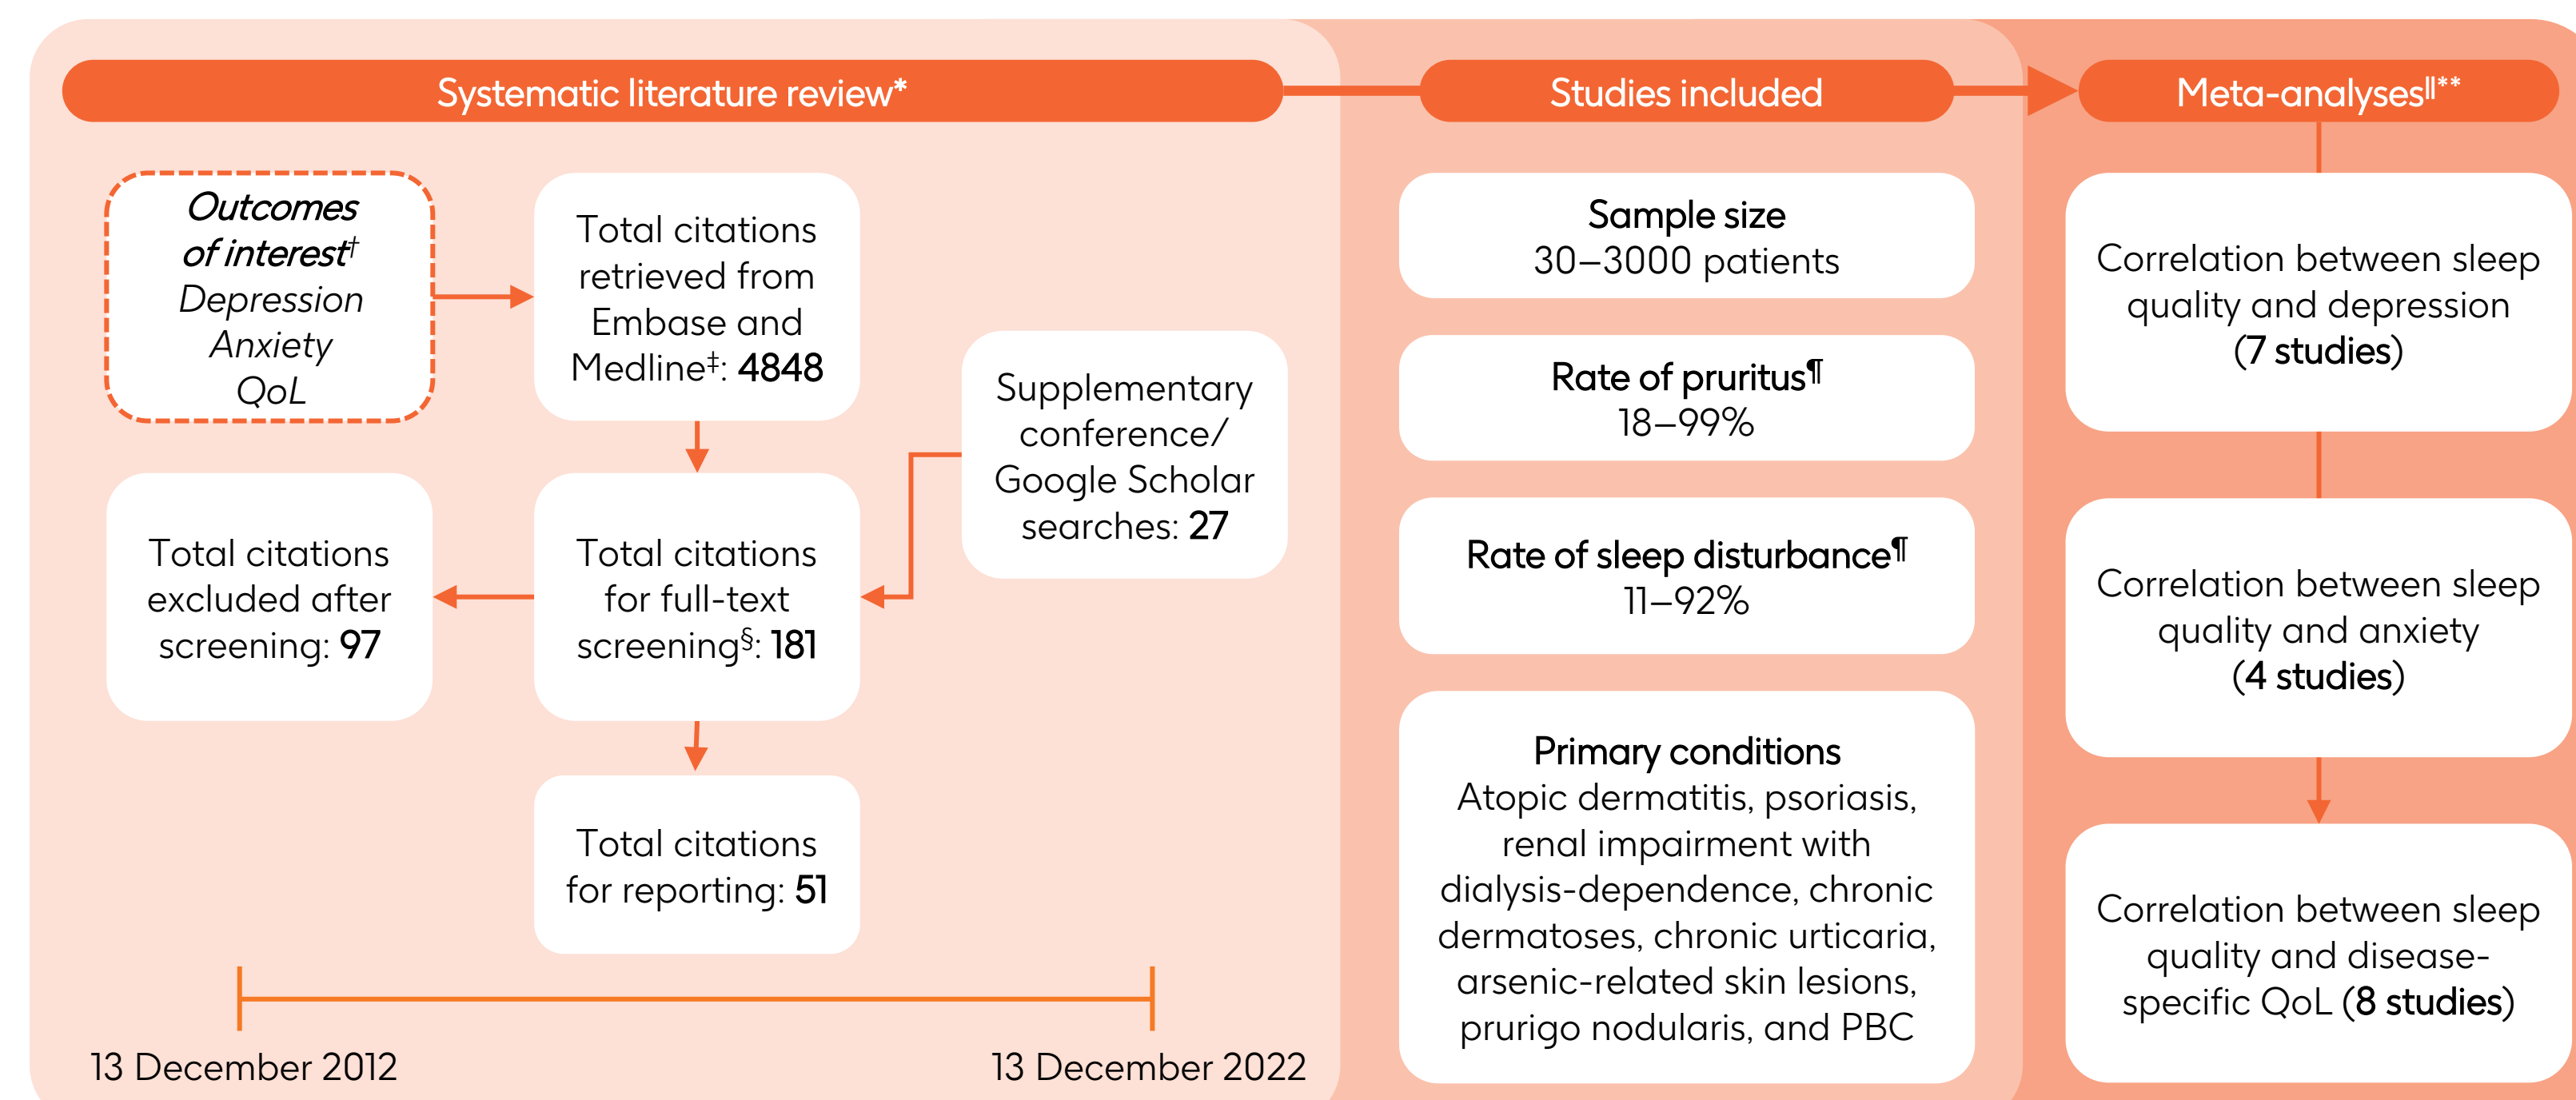 Systematic literature review*
Outcomes
of interest†
Depression
Anxiety
QoL
Total citations
retrieved from
Embase and
Medline‡: 4848
Supplementary
conference/
Google Scholar
searches: 27
Total citations
excluded after
screening: 97
Total citations
for full-text
screening§: 181
Total citations
for reporting: 51
13 December 2012
13 December 2022
Studies included
Sample size
30–3000 patients
Rate of pruritus¶
18–99%
Rate of sleep disturbance¶
11–92%
Primary conditions
Atopic dermatitis, psoriasis,
renal impairment with
dialysis-dependence, chronic
dermatoses, chronic urticaria,
arsenic-related skin lesions,
prurigo nodularis, and PBC
Meta-analyses||**
Correlation between sleep
quality and depression
(7 studies)
Correlation between sleep
quality and anxiety
(4 studies)
Correlation between sleep
quality and disease-
specific QoL (8 studies)